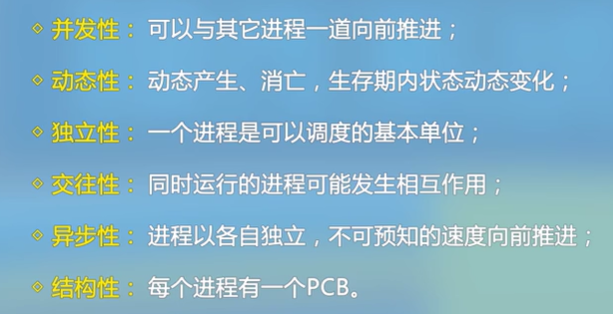 ◇ 并发性：可以与其它进程一道向前推进；
◇ 动态性：动态产生、消亡，生存期内状态动态变化；
◇ 独立性：一个进程是可以调度的基本单位；
◇ 交往性：同时运行的进程可能发生相互作用；
◇ 异步性：进程以各自独立，不可预知的速度向前推进；
◇ 结构性：每个进程有一个PCB。